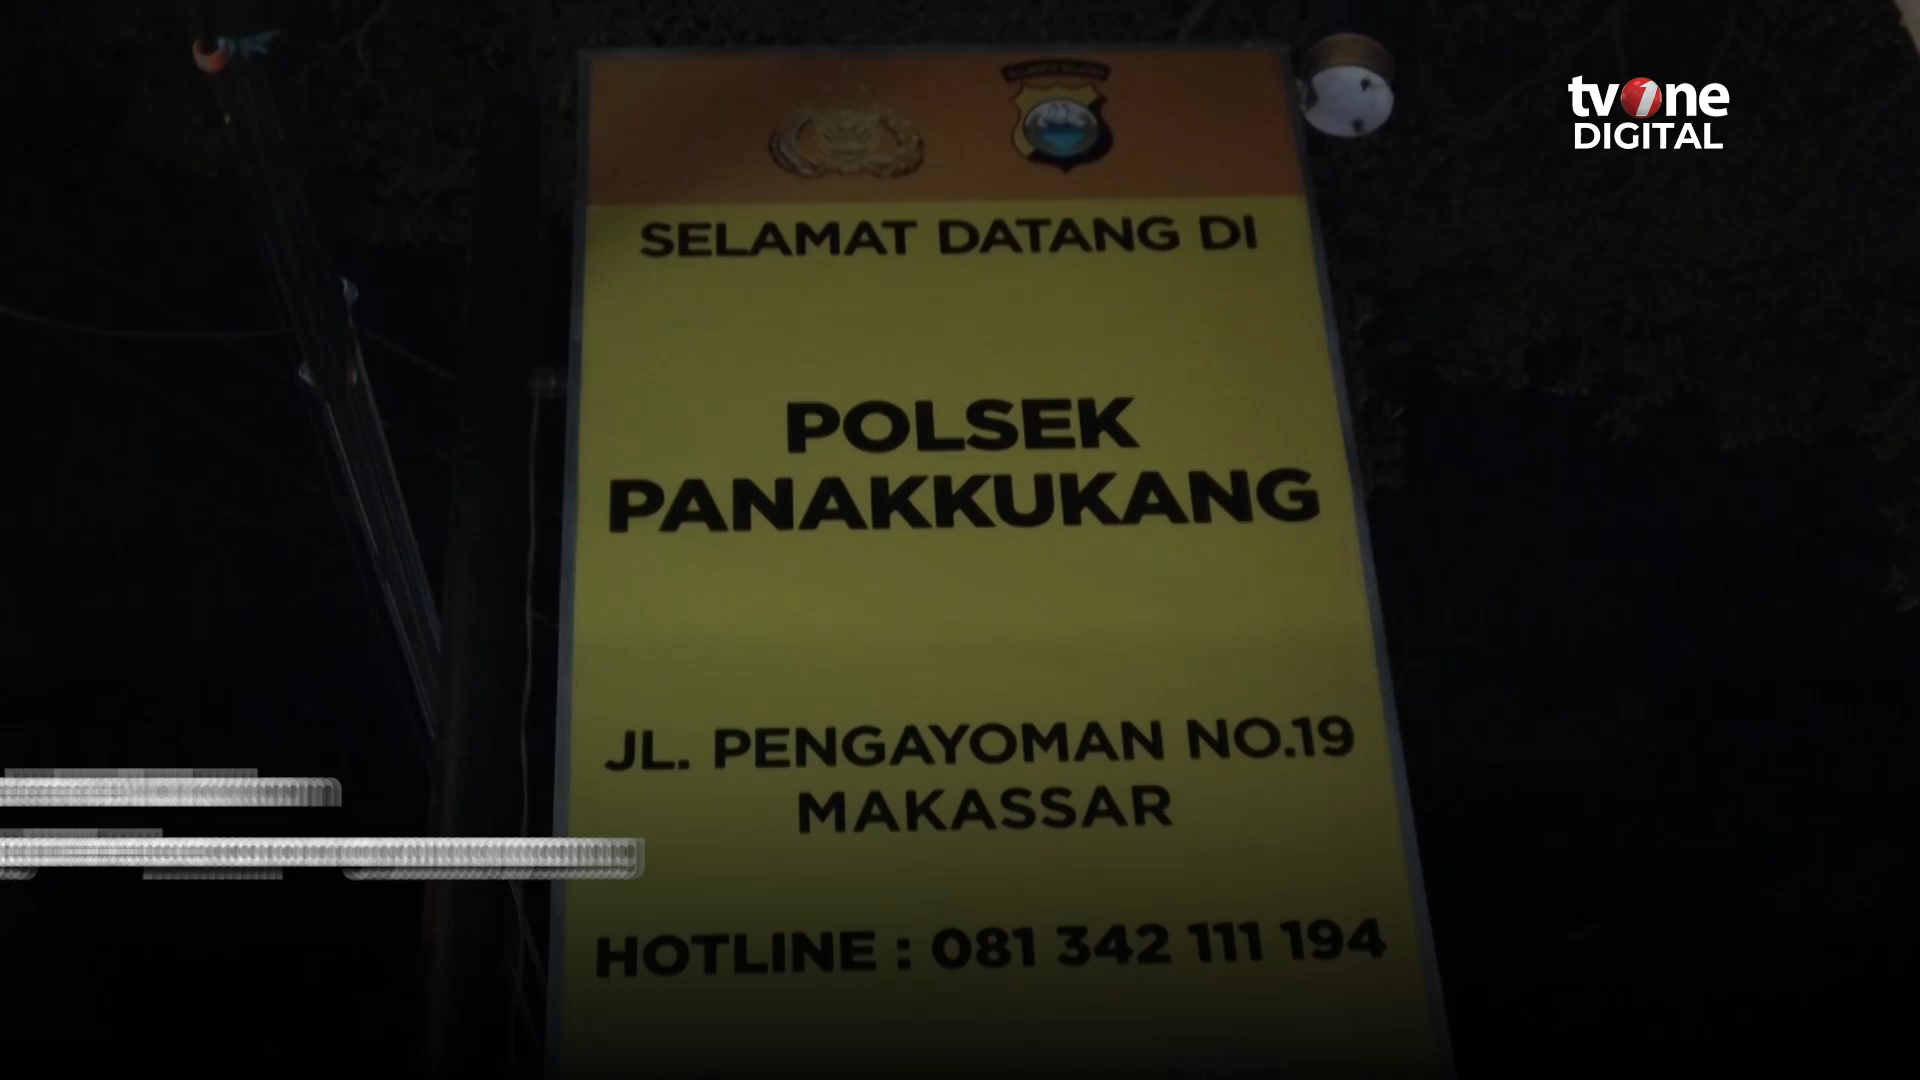 tvOne
DIGITAL
SELAMAT DATANG DI
POLSEK
PANAKKUKANG
JL. PENGAYOMAN NO.19
MAKASSAR
HOTLINE : 081 342 111 194